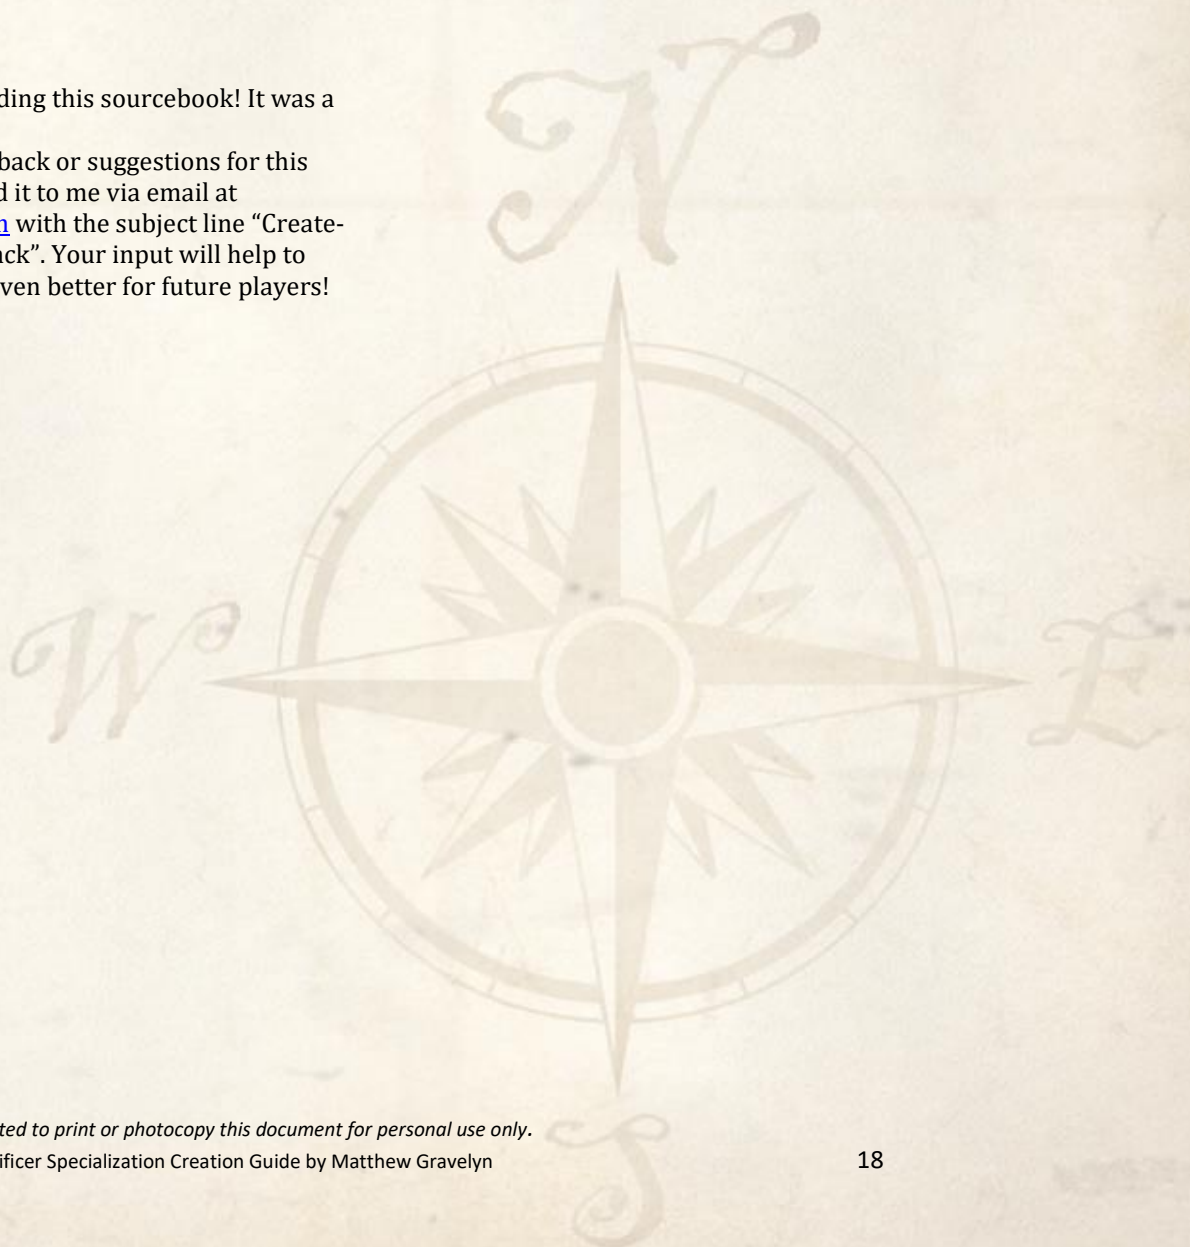 N
ding this sourcebook! It was a
back or suggestions for this
d it to me via email at
m with the subject line “Create-
ack”. Your input will help to
ven better for future players!
W
E
S
ted to print or photocopy this document for personal use only.
ificer Specialization Creation Guide by Matthew Gravelyn 18